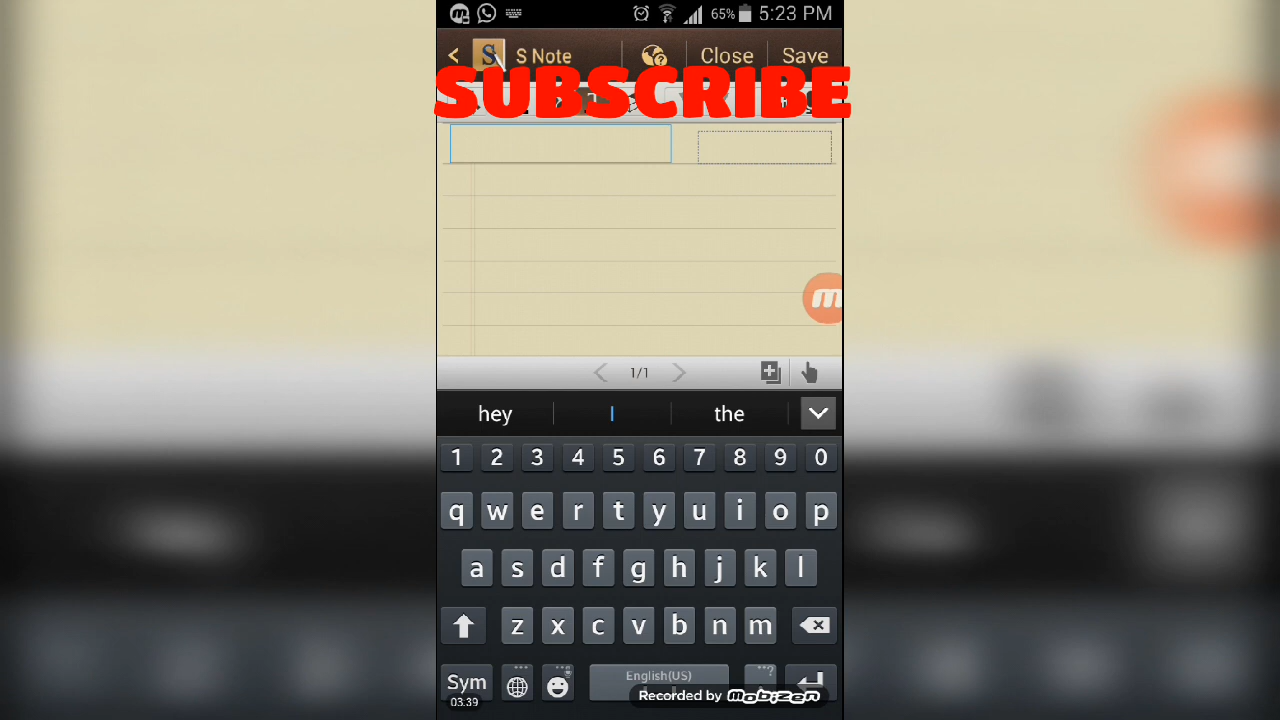 65% 5:23 PM
S S Note Close Save
SUBSCRIBE
m
1/1
hey I the
1 2 3 4 5 6 7 8 9 0
q w e r t y u i o p
a s d f g h j k l
z x c v b n m
Sym English(US)
03:39 Recorded by mobizen